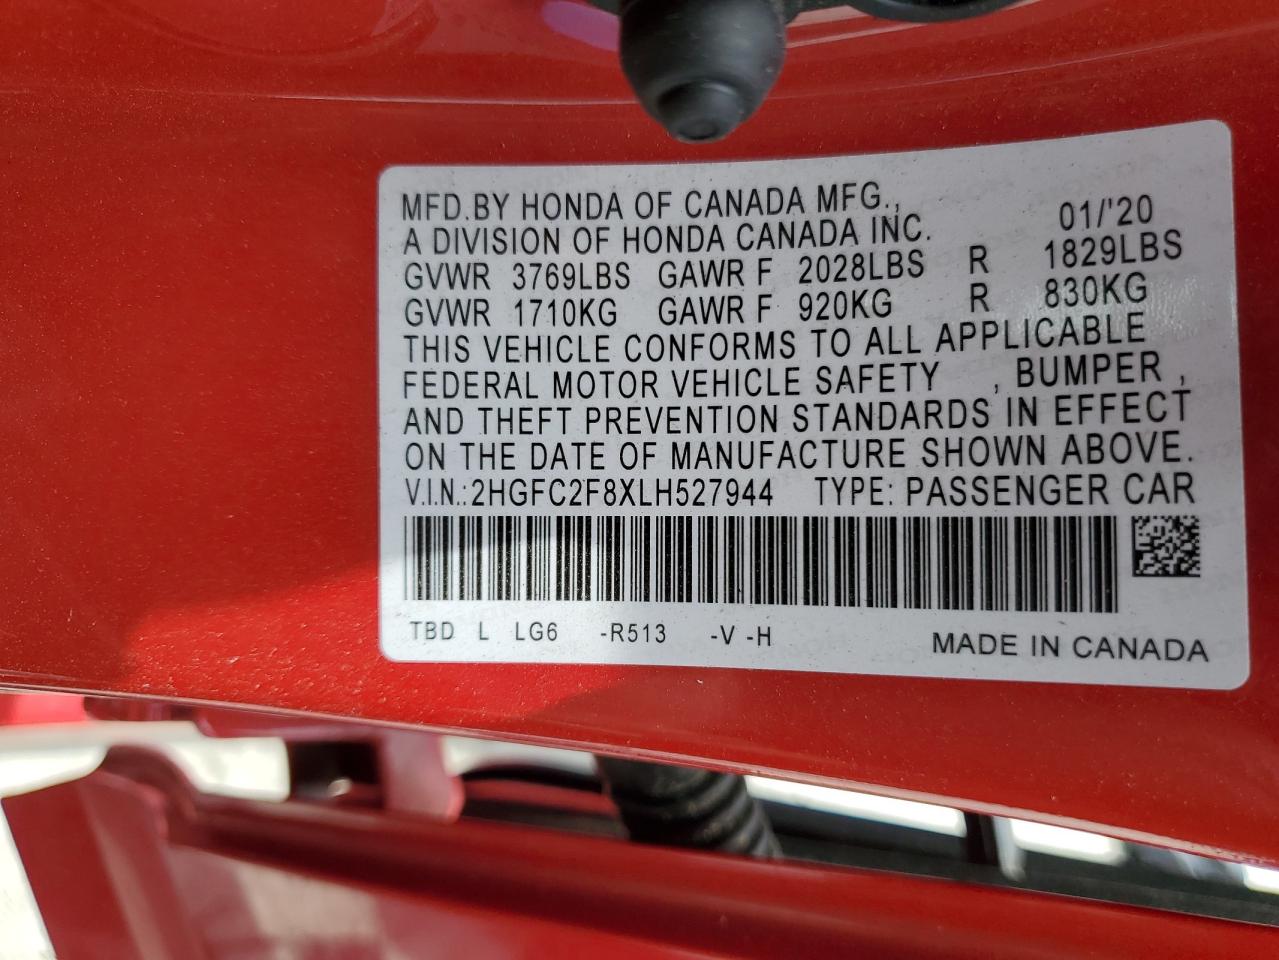 MFD.BY HONDA OF CANADA MFG., 01/'20
A DIVISION OF HONDA CANADA INC.
GVWR 3769LBS GAWR F 2028LBS R 1829LBS
GVWR 1710KG GAWR F 920KG R 830KG
THIS VEHICLE CONFORMS TO ALL APPLICABLE
FEDERAL MOTOR VEHICLE SAFETY , BUMPER ,
AND THEFT PREVENTION STANDARDS IN EFFECT
ON THE DATE OF MANUFACTURE SHOWN ABOVE.
V.I.N.:2HGFC2F8XLH527944 TYPE: PASSENGER CAR
TBD L LG6 -R513 -V -H MADE IN CANADA